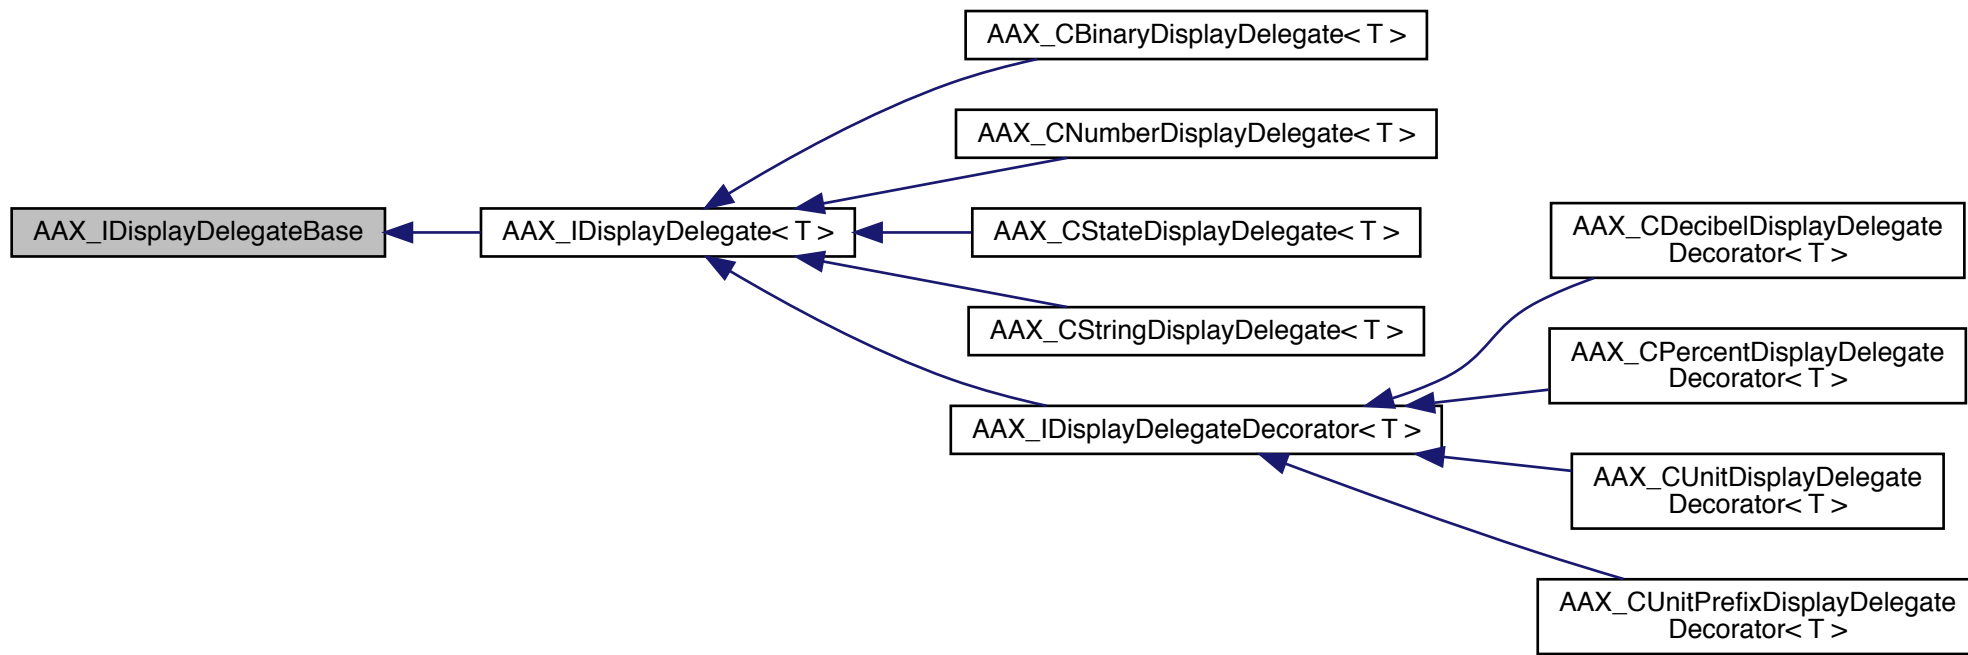 AAX_CBinaryDisplayDelegate< T >
AAX_CNumberDisplayDelegate< T >
AAX_IDisplayDelegateBase
AAX_IDisplayDelegate< T >
AAX_CStateDisplayDelegate< T >
AAX_CStringDisplayDelegate< T >
AAX_IDisplayDelegateDecorator< T >
AAX_CDecibelDisplayDelegate
Decorator< T >
AAX_CPercentDisplayDelegate
Decorator< T >
AAX_CUnitDisplayDelegate
Decorator< T >
AAX_CUnitPrefixDisplayDelegate
Decorator< T >